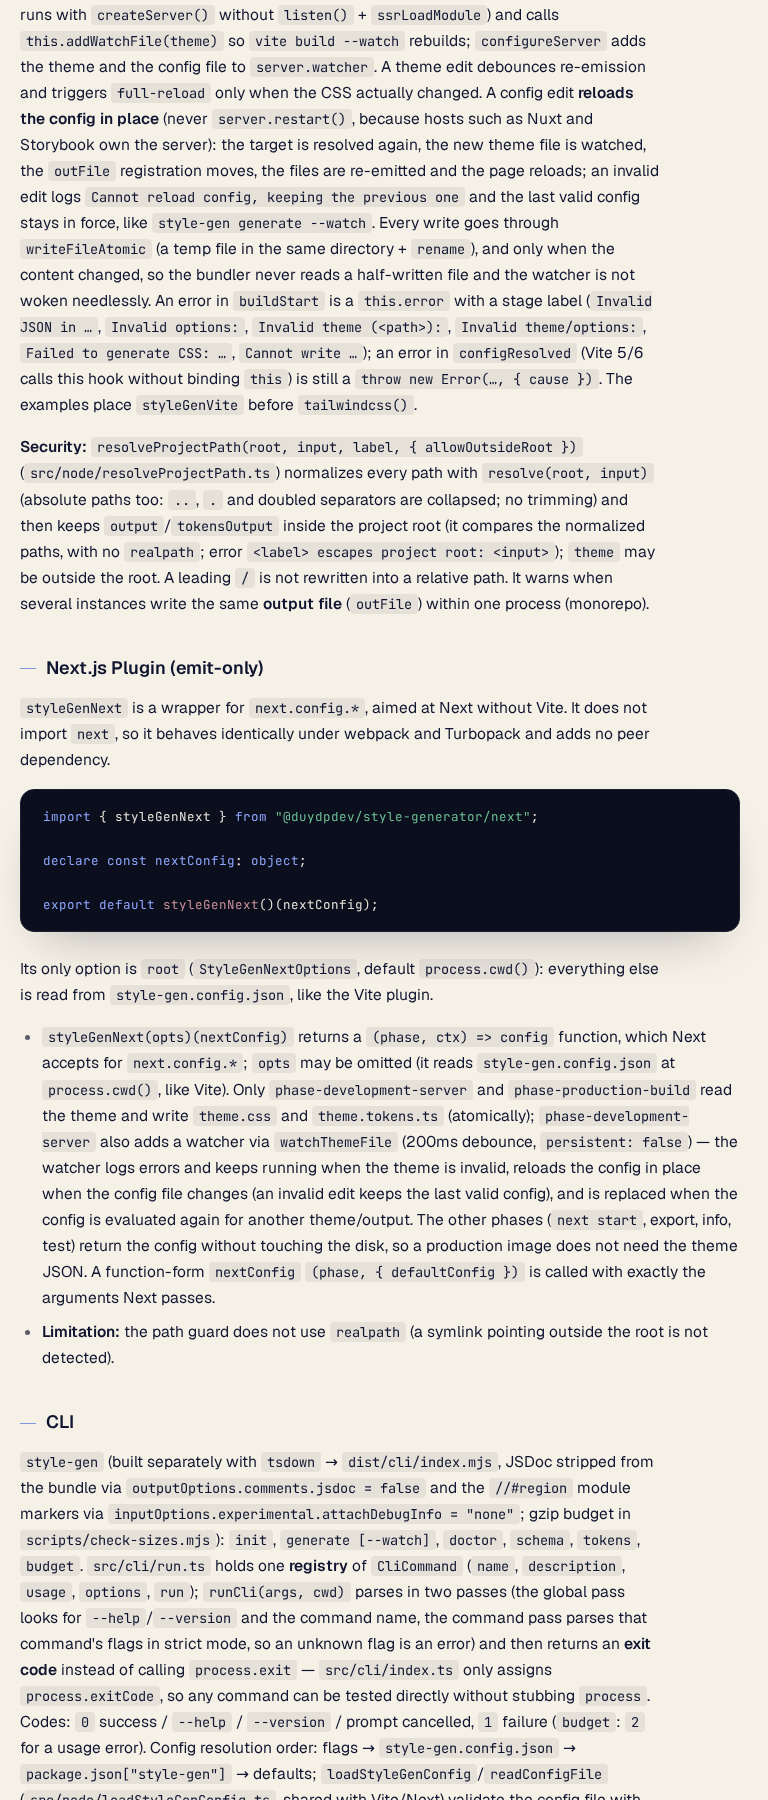 runs with createServer() without listen() + ssrLoadModule ) and calls
this.addWatchFile(theme) so vite build --watch rebuilds; configureServer adds
the theme and the config file to server.watcher. A theme edit debounces re-emission
and triggers full-reload only when the CSS actually changed. A config edit reloads
the config in place (never server.restart(), because hosts such as Nuxt and
Storybook own the server): the target is resolved again, the new theme file is watched,
the outFile registration moves, the files are re-emitted and the page reloads; an invalid
edit logs Cannot reload config, keeping the previous one and the last valid config
stays in force, like style-gen generate --watch. Every write goes through
writeFileAtomic (a temp file in the same directory + rename), and only when the
content changed, so the bundler never reads a half-written file and the watcher is not
woken needlessly. An error in buildStart is a this.error with a stage label ( Invalid
JSON in … , Invalid options: , Invalid theme (<path>): , Invalid theme/options: ,
Failed to generate CSS: … , Cannot write … ); an error in configResolved (Vite 5/6
calls this hook without binding this ) is still a throw new Error(…, { cause }) . The
examples place styleGenVite before tailwindcss() .
Security: resolveProjectPath(root, input, label, { allowOutsideRoot })
( src/node/resolveProjectPath.ts ) normalizes every path with resolve(root, input)
(absolute paths too: .. , . and doubled separators are collapsed; no trimming) and
then keeps output / tokensOutput inside the project root (it compares the normalized
paths, with no realpath ; error <label> escapes project root: <input> ); theme may
be outside the root. A leading / is not rewritten into a relative path. It warns when
several instances write the same output file ( outFile ) within one process (monorepo).
— Next.js Plugin (emit-only)
styleGenNext is a wrapper for next.config.* , aimed at Next without Vite. It does not
import next , so it behaves identically under webpack and Turbopack and adds no peer
dependency.
import { styleGenNext } from "@duydpdev/style-generator/next";
declare const nextConfig: object;
export default styleGenNext()(nextConfig);
Its only option is root ( StyleGenNextOptions , default process.cwd() ): everything else
is read from style-gen.config.json , like the Vite plugin.
• styleGenNext(opts)(nextConfig) returns a (phase, ctx) => config function, which Next
accepts for next.config.* ; opts may be omitted (it reads style-gen.config.json at
process.cwd() , like Vite). Only phase-development-server and phase-production-build read
the theme and write theme.css and theme.tokens.ts (atomically); phase-development-
server also adds a watcher via watchThemeFile (200ms debounce, persistent: false ) — the
watcher logs errors and keeps running when the theme is invalid, reloads the config in place
when the config file changes (an invalid edit keeps the last valid config), and is replaced when the
config is evaluated again for another theme/output. The other phases ( next start , export, info,
test) return the config without touching the disk, so a production image does not need the theme
JSON. A function-form nextConfig (phase, { defaultConfig }) is called with exactly the
arguments Next passes.
• Limitation: the path guard does not use realpath (a symlink pointing outside the root is not
detected).
— CLI
style-gen (built separately with tsdown → dist/cli/index.mjs , JSDoc stripped from
the bundle via outputOptions.comments.jsdoc = false and the //#region module
markers via inputOptions.experimental.attachDebugInfo = "none" ; gzip budget in
scripts/check-sizes.mjs ): init , generate [--watch] , doctor , schema , tokens ,
budget . src/cli/run.ts holds one registry of CliCommand ( name , description ,
usage , options , run ); runCli(args, cwd) parses in two passes (the global pass
looks for --help / --version and the command name, the command pass parses that
command's flags in strict mode, so an unknown flag is an error) and then returns an exit
code instead of calling process.exit — src/cli/index.ts only assigns
process.exitCode , so any command can be tested directly without stubbing process .
Codes: 0 success / --help / --version / prompt cancelled, 1 failure ( budget : 2
for a usage error). Config resolution order: flags → style-gen.config.json →
package.json["style-gen"] → defaults; loadStyleGenConfig / readConfigFile
( src/node/loadStyleGenConfig.ts , shared with Vite/Next) validate the config file with